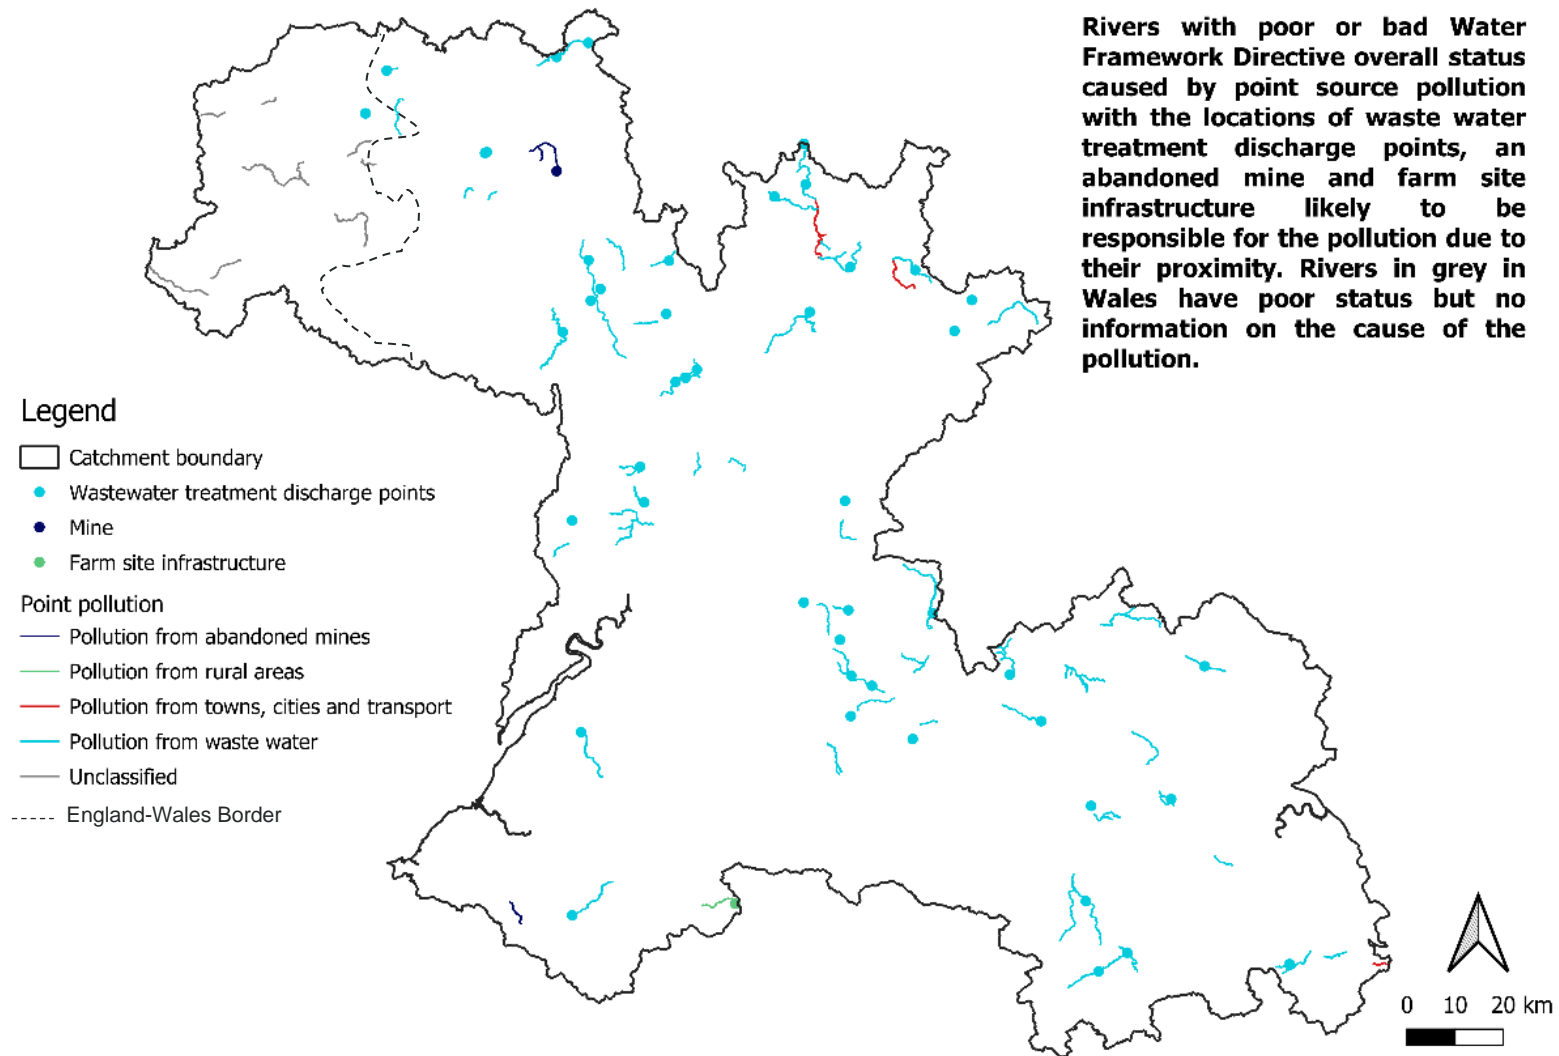 Rivers with poor or bad Water
Framework Directive overall status
caused by point source pollution
with the locations of waste water
treatment discharge points, an
abandoned mine and farm site
infrastructure likely to be
responsible for the pollution due to
their proximity. Rivers in grey in
Wales have poor status but no
information on the cause of the
pollution.
Legend
Catchment boundary
Wastewater treatment discharge points
Mine
Farm site infrastructure
Point pollution
Pollution from abandoned mines
Pollution from rural areas
Pollution from towns, cities and transport
Pollution from waste water
Unclassified
England-Wales Border
0 10 20 km